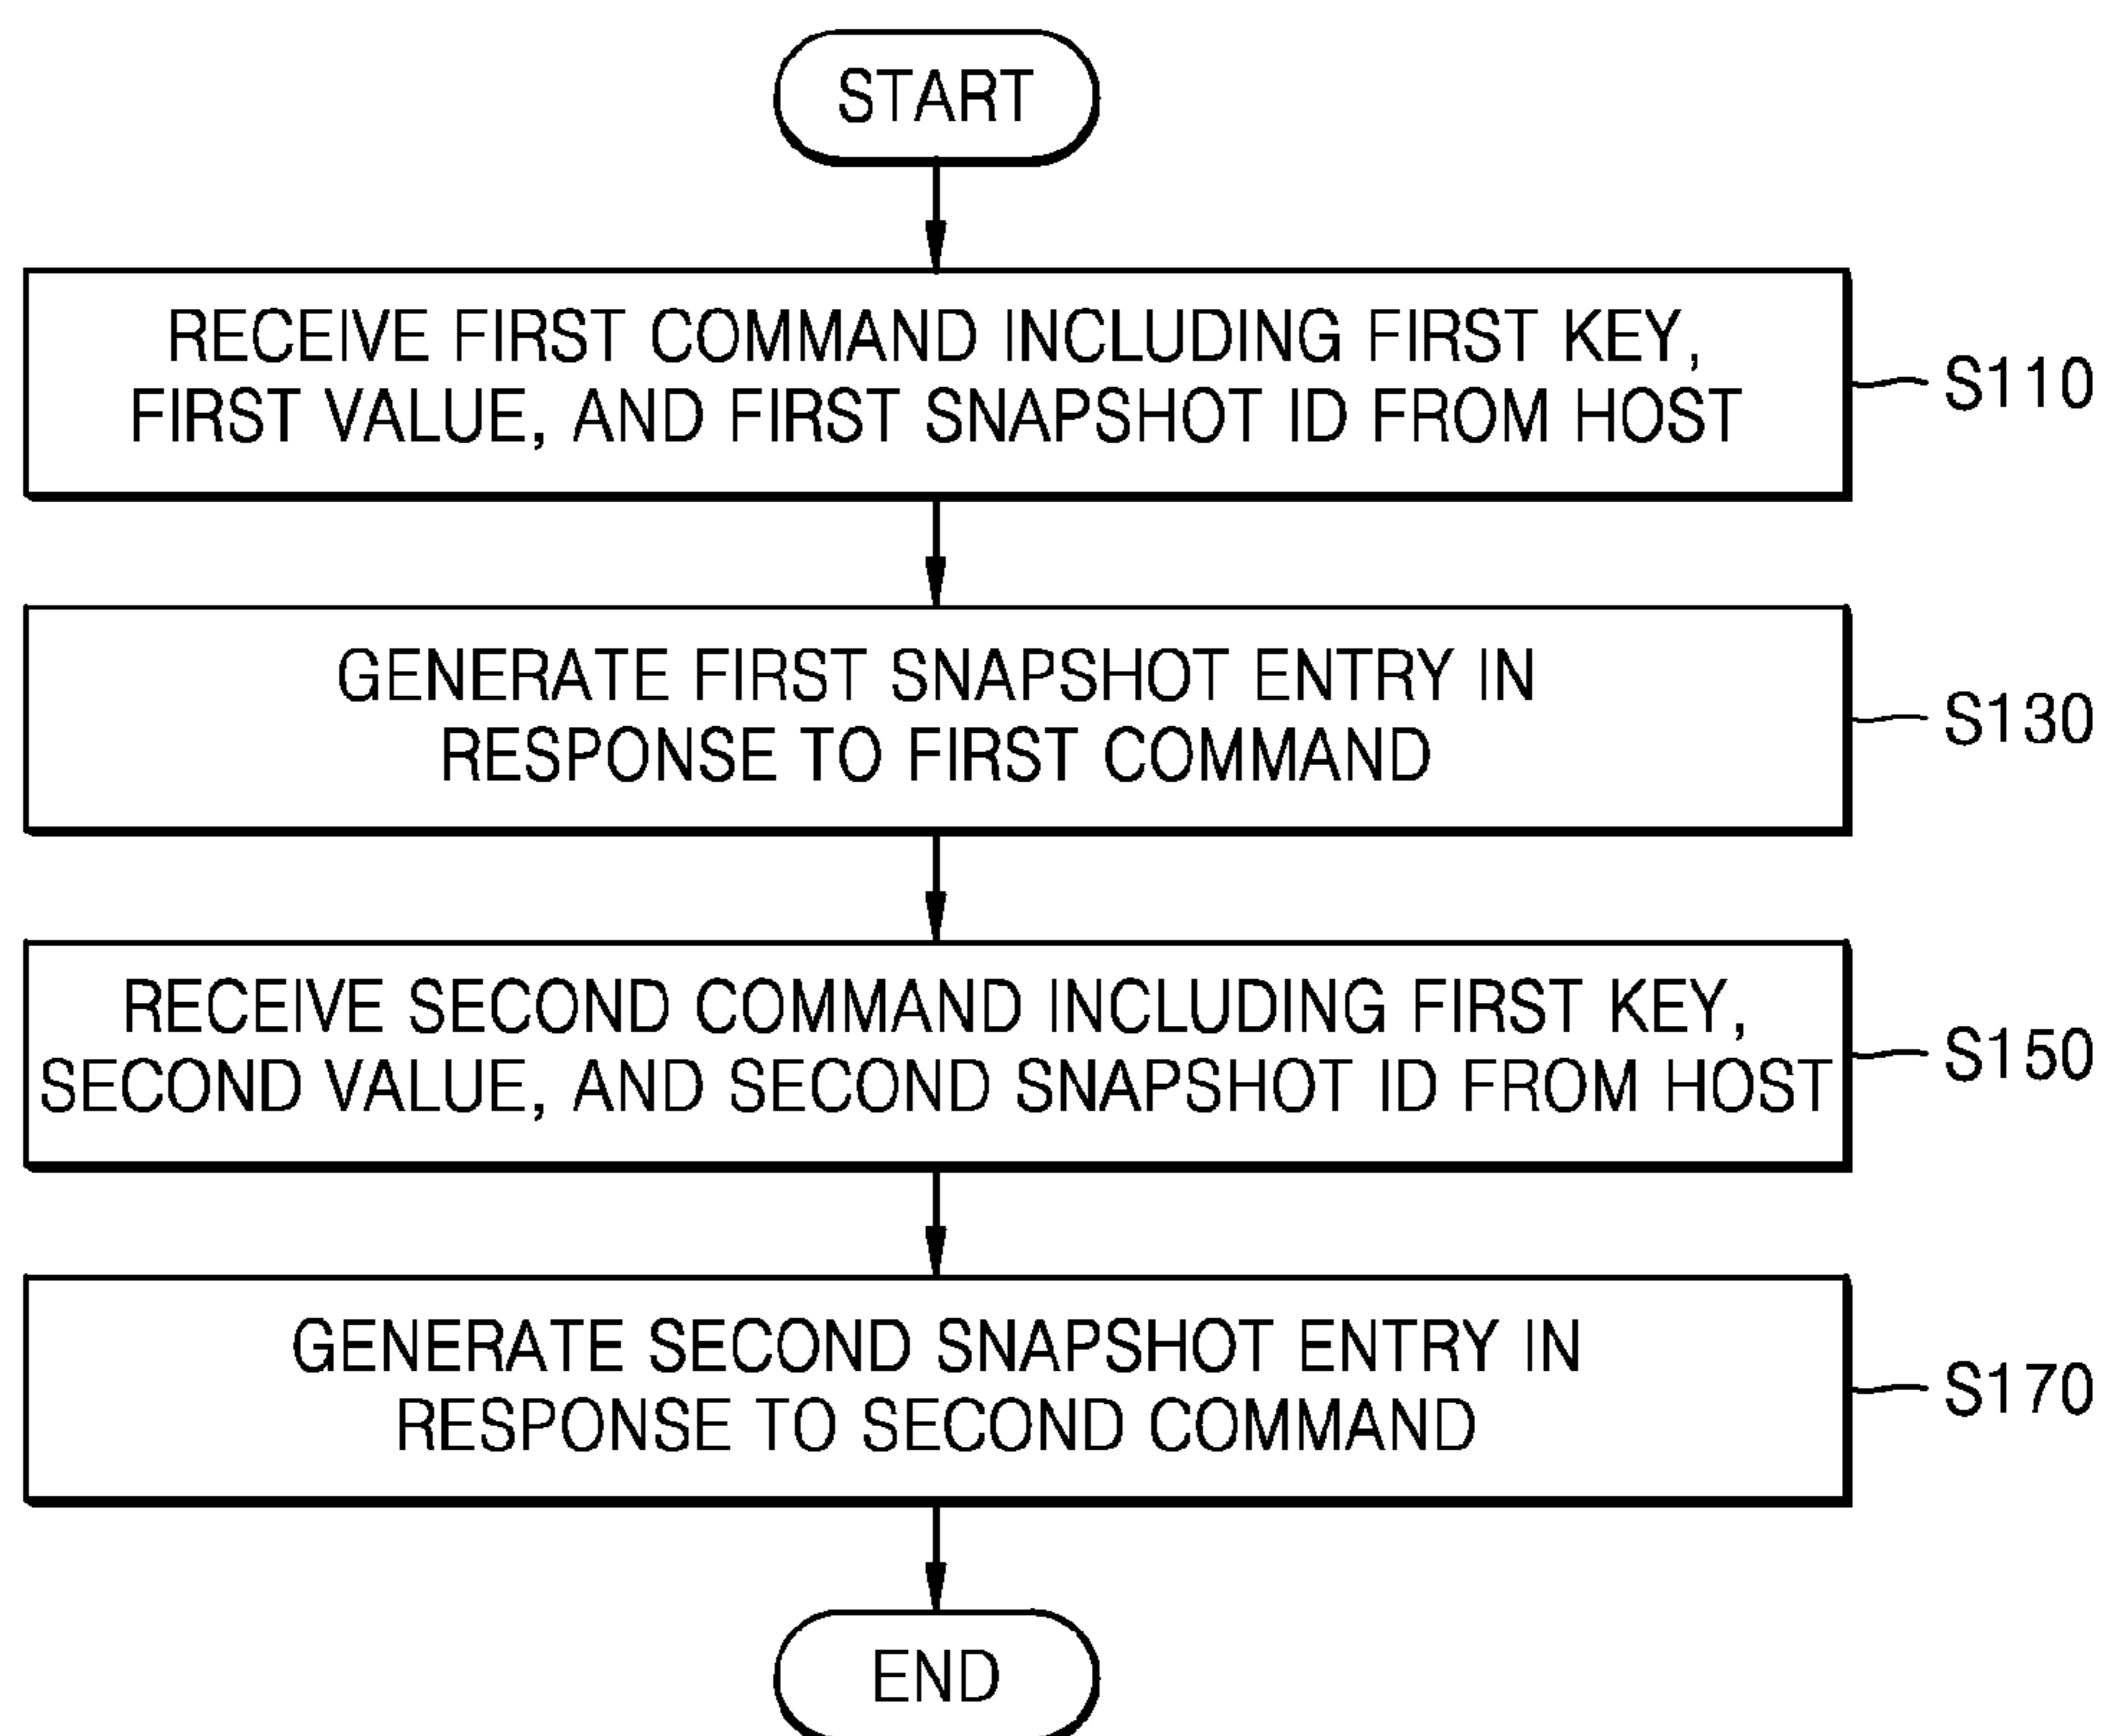 START
RECEIVE FIRST COMMAND INCLUDING FIRST KEY,
FIRST VALUE, AND FIRST SNAPSHOT ID FROM HOST
S110
GENERATE FIRST SNAPSHOT ENTRY IN
RESPONSE TO FIRST COMMAND
S130
RECEIVE SECOND COMMAND INCLUDING FIRST KEY,
SECOND VALUE, AND SECOND SNAPSHOT ID FROM HOST
S150
GENERATE SECOND SNAPSHOT ENTRY IN
RESPONSE TO SECOND COMMAND
S170
END